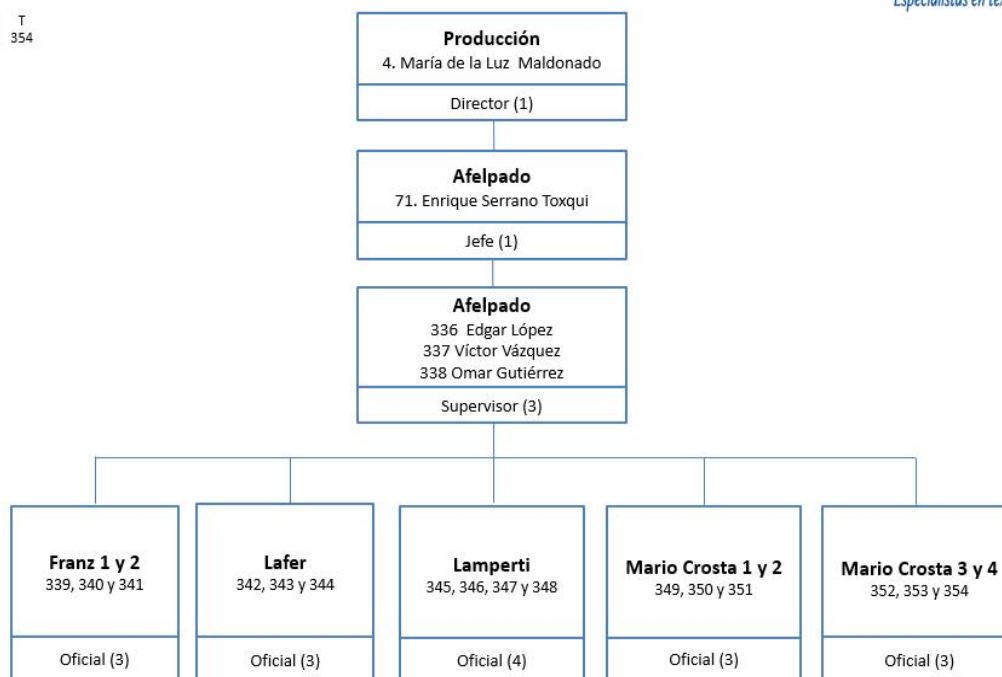 Especialistas en
T
354
Producción
4. María de la Luz Maldonado
Director (1)
Afelpado
71. Enrique Serrano Toxqui
Jefe (1)
Afelpado
336 Edgar López
337 Víctor Vázquez
338 Omar Gutiérrez
Supervisor (3)
Franz 1 y 2
339, 340 y 341
Oficial (3)
Lafer
342, 343 y 344
Oficial (3)
Lamperti
345, 346, 347 y 348
Oficial (4)
Mario Crosta 1 y 2
349, 350 y 351
Oficial (3)
Mario Crosta 3 y 4
352, 353 y 354
Oficial (3)